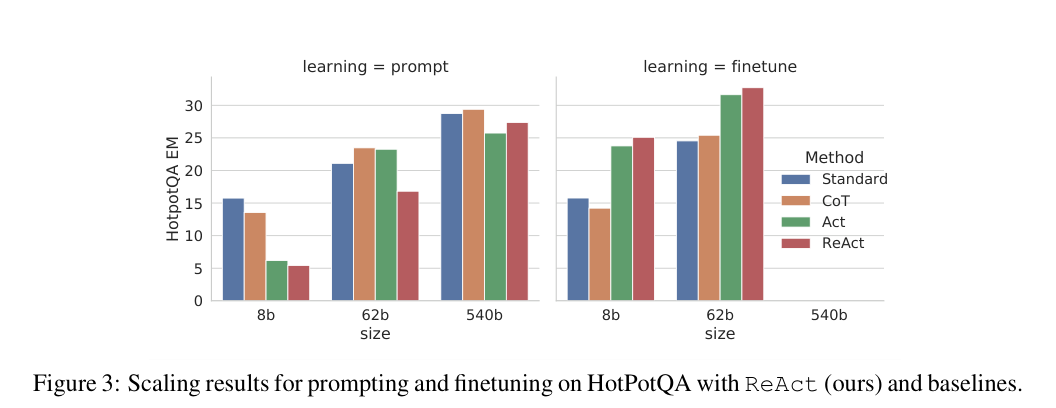 learning = prompt
learning = finetune
HotpotQA EM
30
25
20
15
10
5
0
8b
62b
540b
size
8b
62b
540b
size
Method
Standard
CoT
Act
ReAct
Figure 3: Scaling results for prompting and finetuning on HotPotQA with ReAct (ours) and baselines.